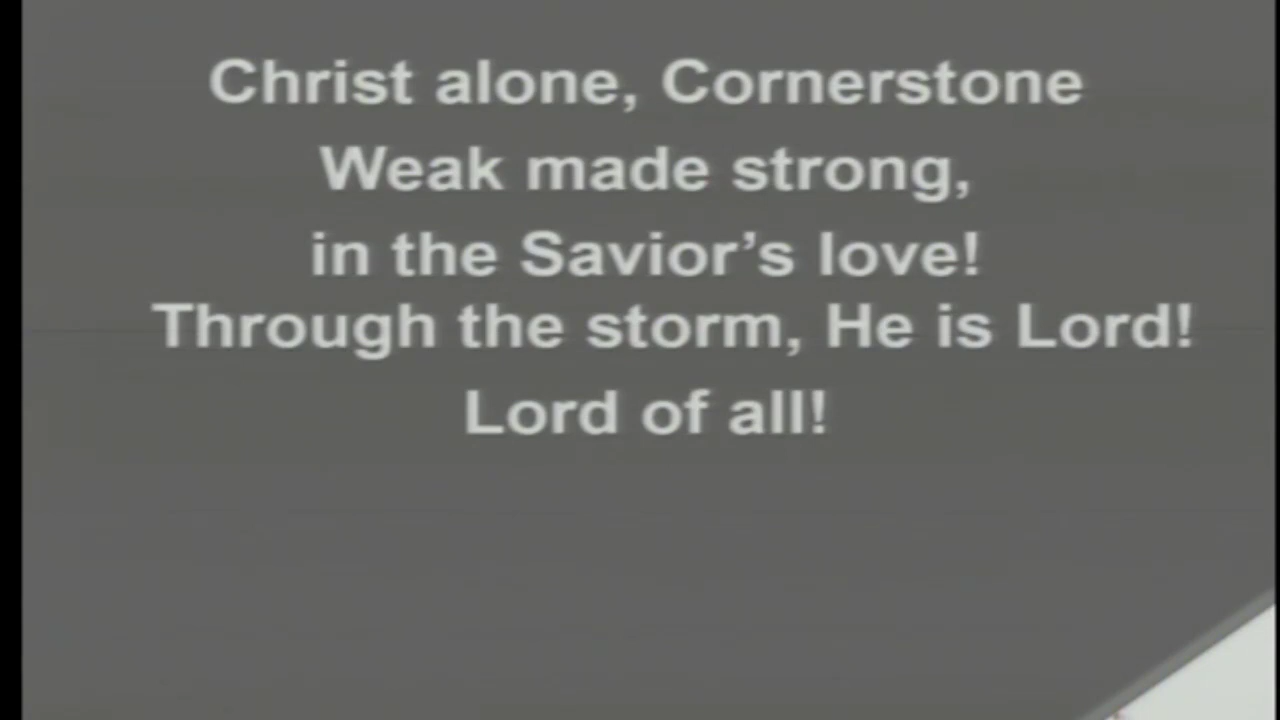 Christ alone, Cornerstone
Weak made strong,
in the Savior’s love!
Through the storm, He is Lord!
Lord of all!